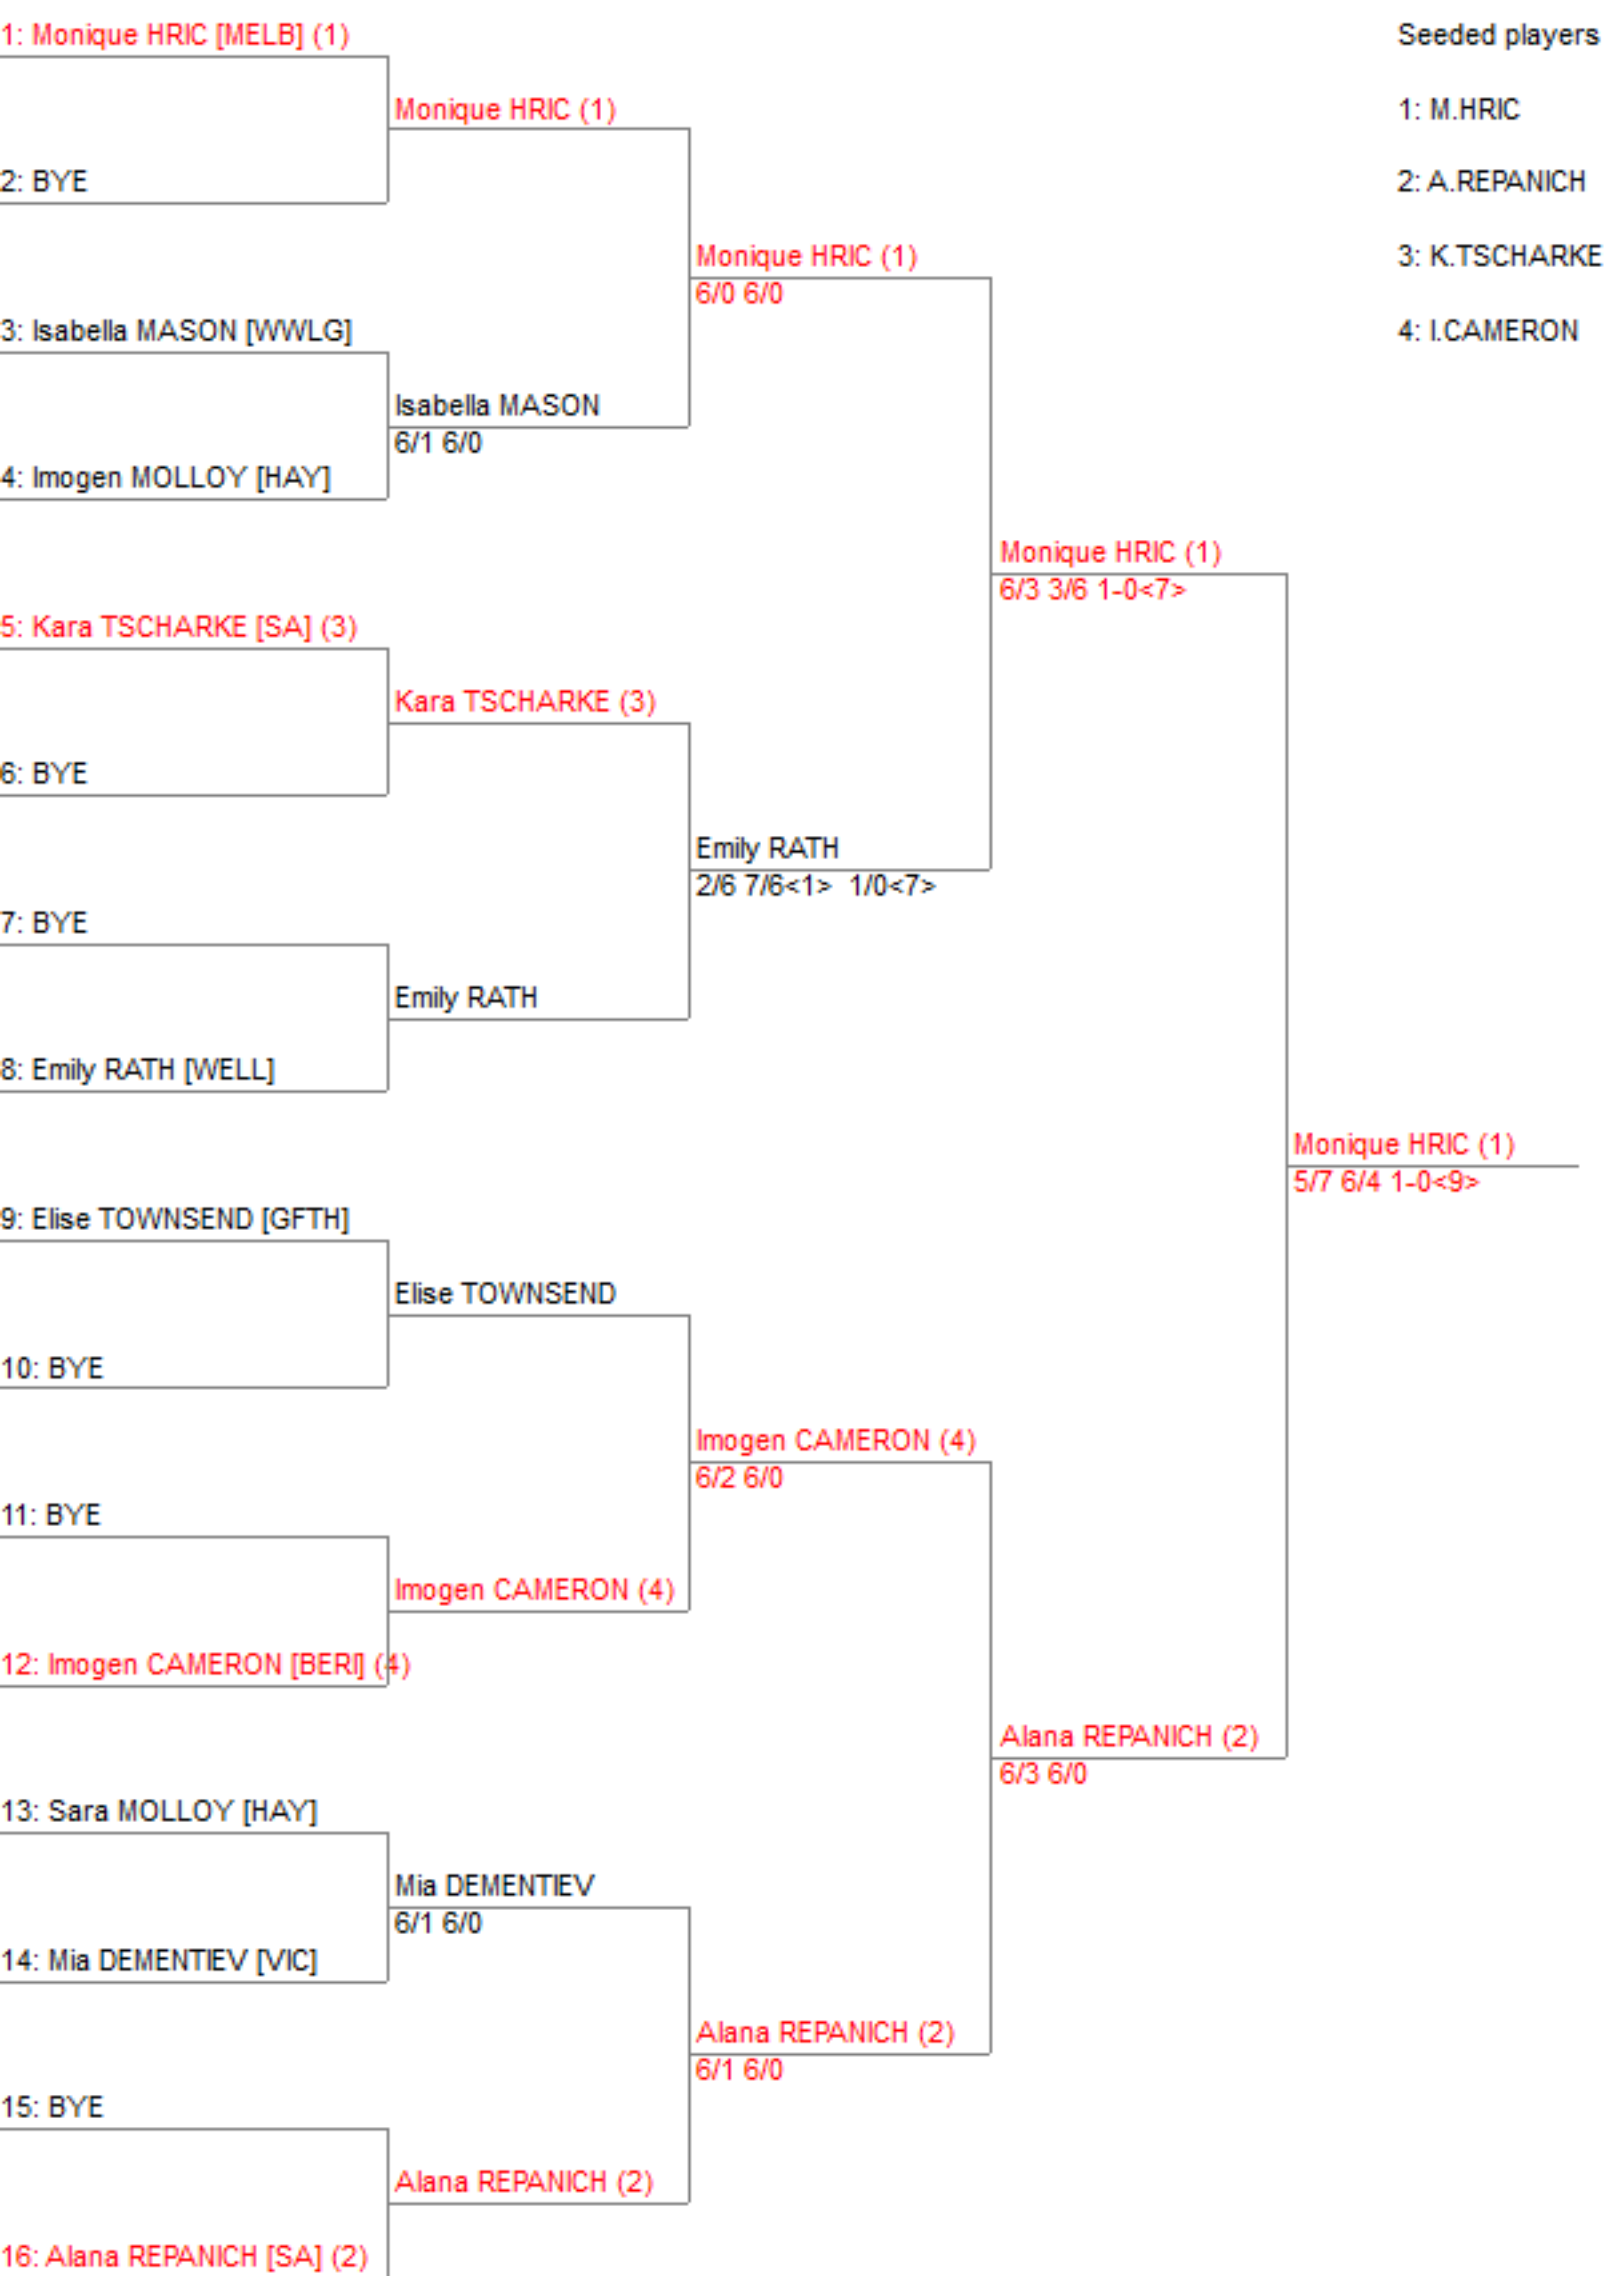 1: Monique HRIC [MELB] (1)
Seeded players
Monique HRIC (1)
1: M.HRIC
2: BYE
2: A.REPANICH
Monique HRIC (1)
6/0 6/0
3: K.TSCHARKE
3: Isabella MASON [WWLG]
4: I.CAMERON
Isabella MASON
6/1 6/0
4: Imogen MOLLOY [HAY]
Monique HRIC (1)
6/3 3/6 1-0<7>
5: Kara TSCHARKE [SA] (3)
Kara TSCHARKE (3)
6: BYE
Emily RATH
2/6 7/6<1>  1/0<7>
7: BYE
Emily RATH
8: Emily RATH [WELL]
Monique HRIC (1)
5/7 6/4 1-0<9>
9: Elise TOWNSEND [GFTH]
Elise TOWNSEND
10: BYE
Imogen CAMERON (4)
6/2 6/0
11: BYE
Imogen CAMERON (4)
12: Imogen CAMERON [BERI] (4)
Alana REPANICH (2)
6/3 6/0
13: Sara MOLLOY [HAY]
Mia DEMENTIEV
6/1 6/0
14: Mia DEMENTIEV [VIC]
Alana REPANICH (2)
6/1 6/0
15: BYE
Alana REPANICH (2)
16: Alana REPANICH [SA] (2)